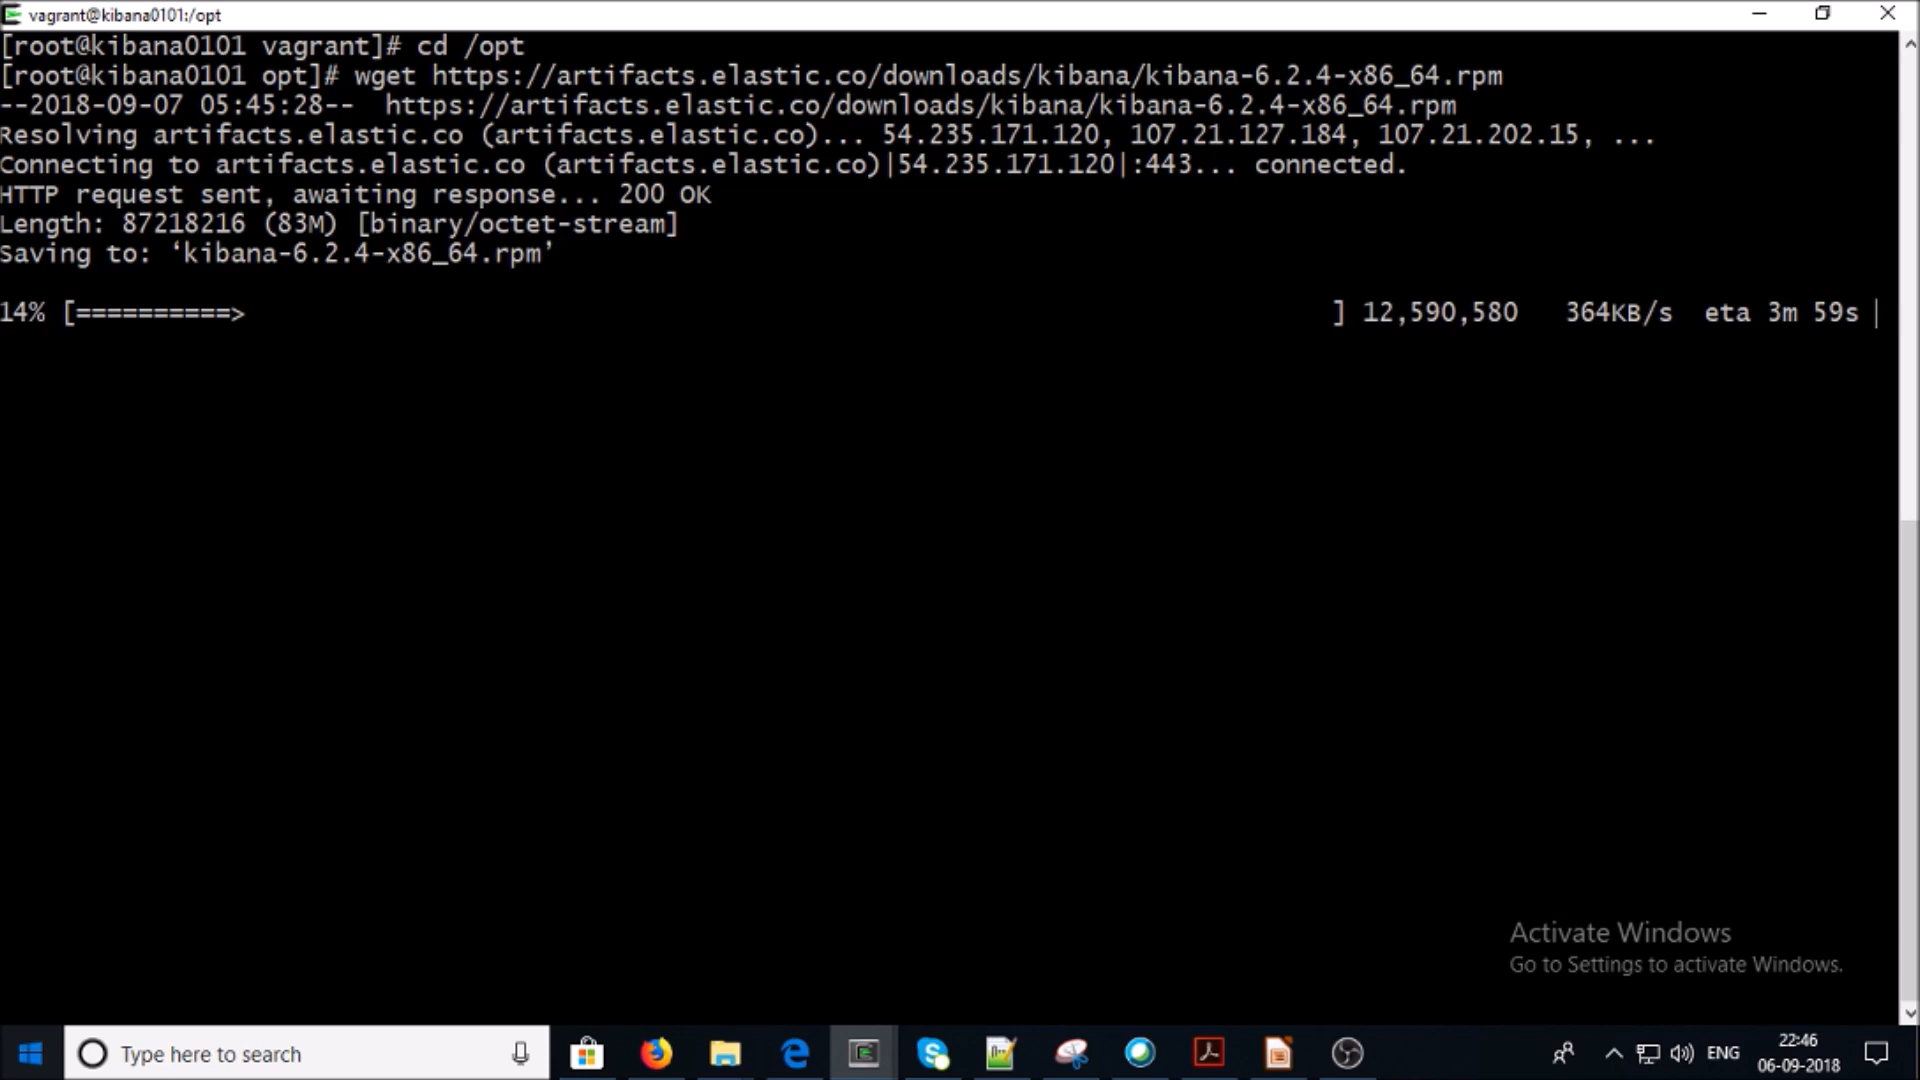 vagrant@kibana0101:/opt
[root@kibana0101 vagrant]# cd /opt
[root@kibana0101 opt]# wget https://artifacts.elastic.co/downloads/kibana/kibana-6.2.4-x86_64.rpm
--2018-09-07 05:45:28--  https://artifacts.elastic.co/downloads/kibana/kibana-6.2.4-x86_64.rpm
Resolving artifacts.elastic.co (artifacts.elastic.co)... 54.235.171.120, 107.21.127.184, 107.21.202.15, ...
Connecting to artifacts.elastic.co (artifacts.elastic.co)|54.235.171.120|:443... connected.
HTTP request sent, awaiting response... 200 OK
Length: 87218216 (83M) [binary/octet-stream]
Saving to: ‘kibana-6.2.4-x86_64.rpm’
14% [==========>                                                                       ] 12,590,580   364KB/s  eta 3m 59s
Activate Windows
Go to Settings to activate Windows.
Type here to search
ENG
22:46
06-09-2018